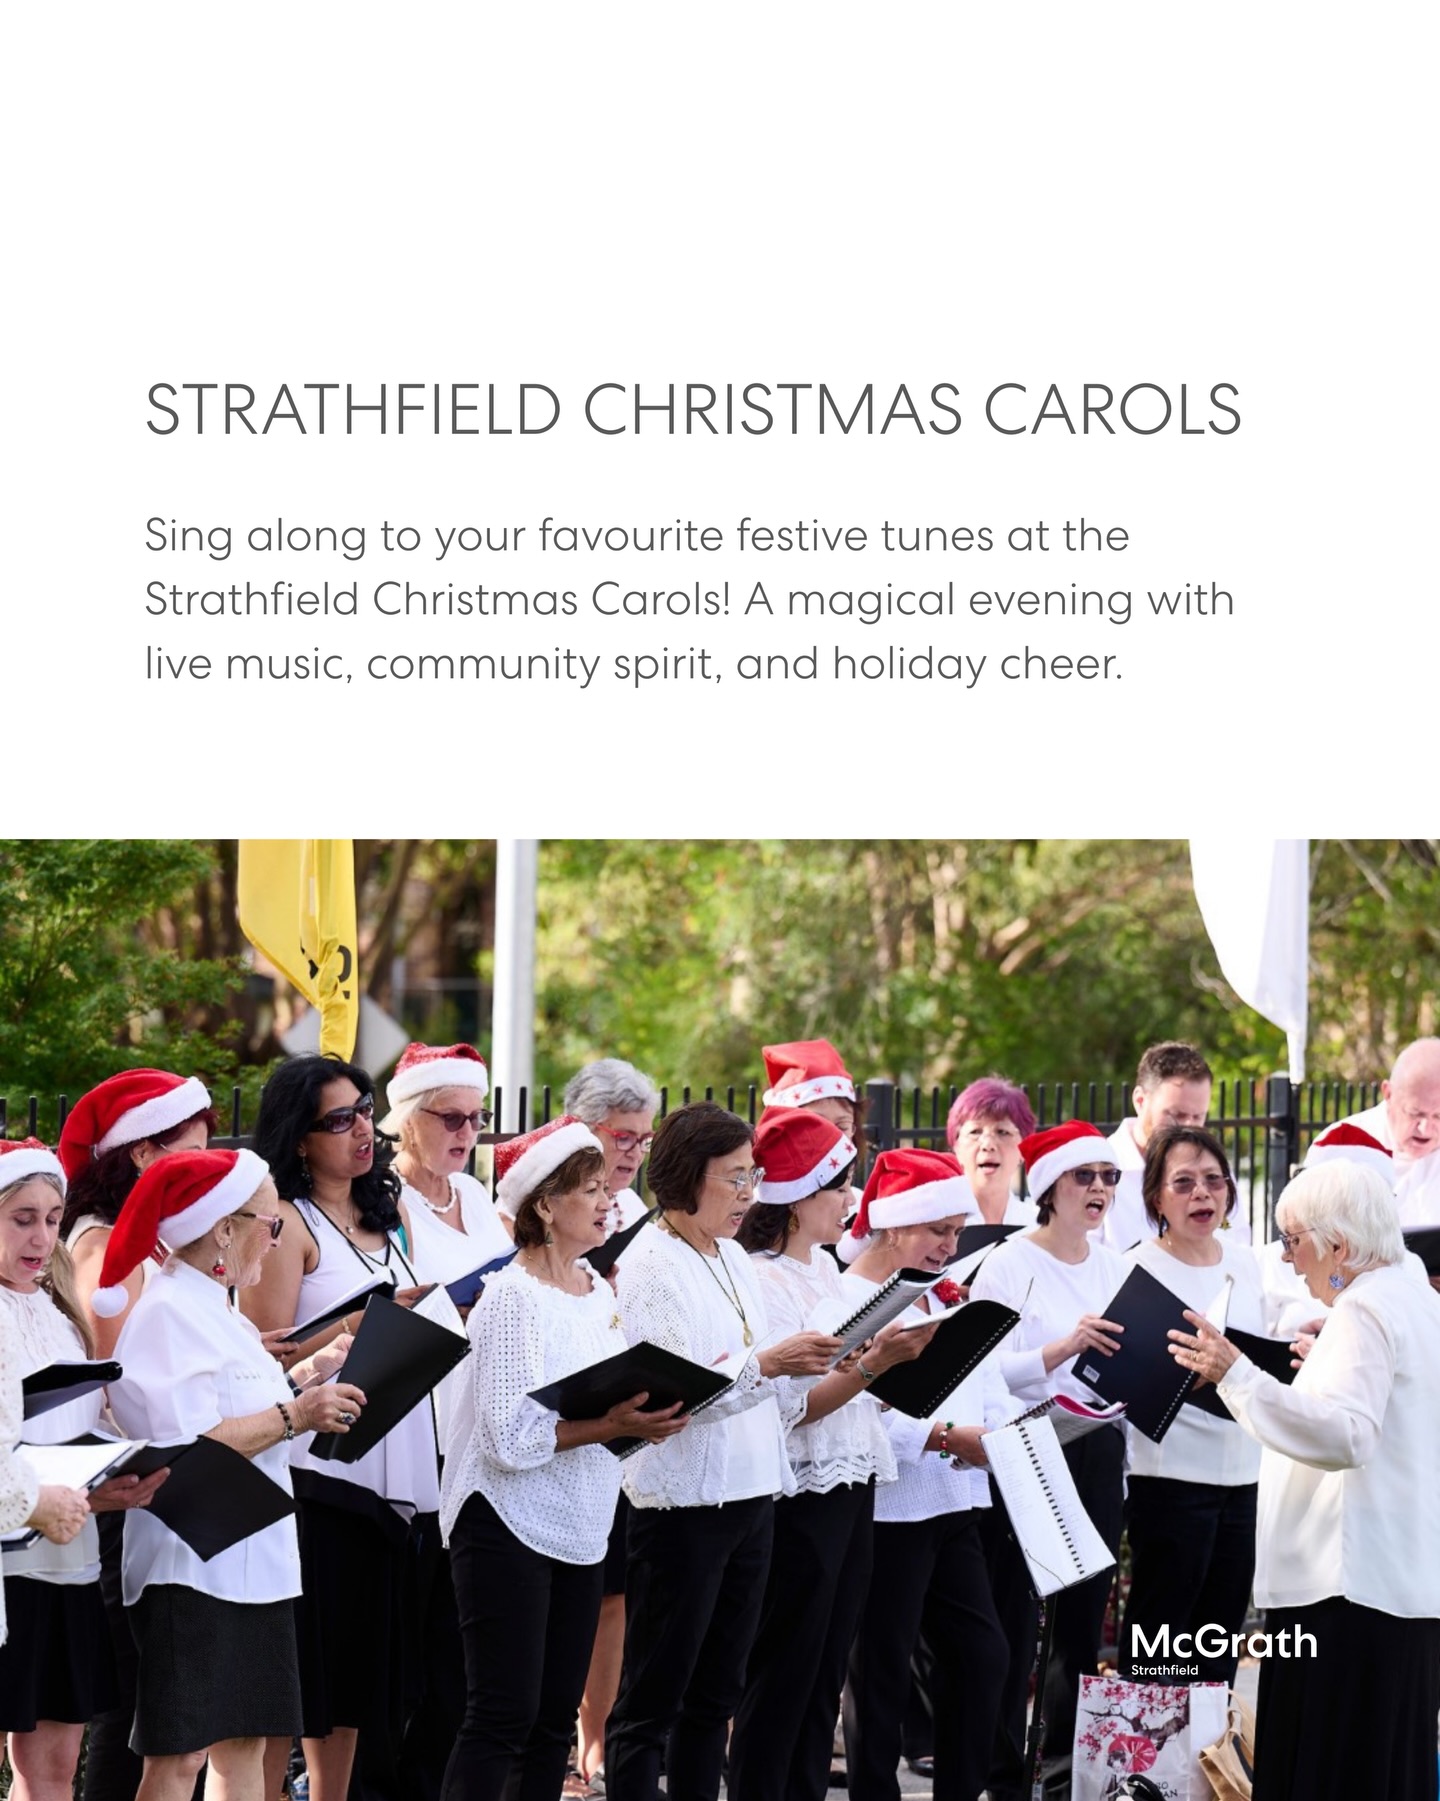 STRATHFIELD CHRISTMAS CAROLS
Sing along to your favourite festive tunes at the
Strathfield Christmas Carols! A magical evening with
live music, community spirit, and holiday cheer.
McGrath
Strathfield